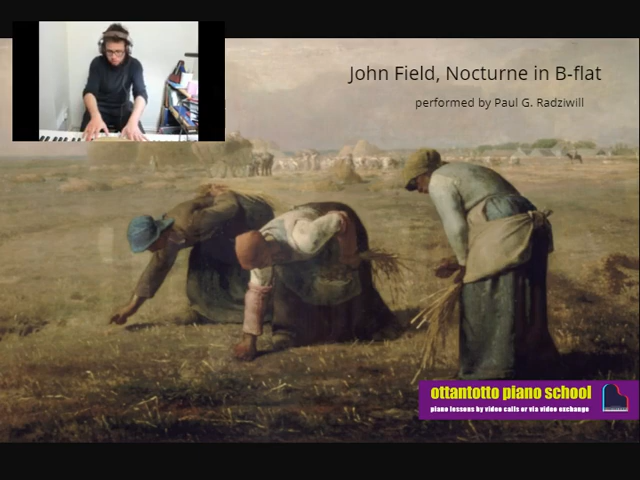 John Field, Nocturne in B-flat
performed by Paul G. Radziwill
ottantotto piano school
piano lessons by video calls or via video exchange